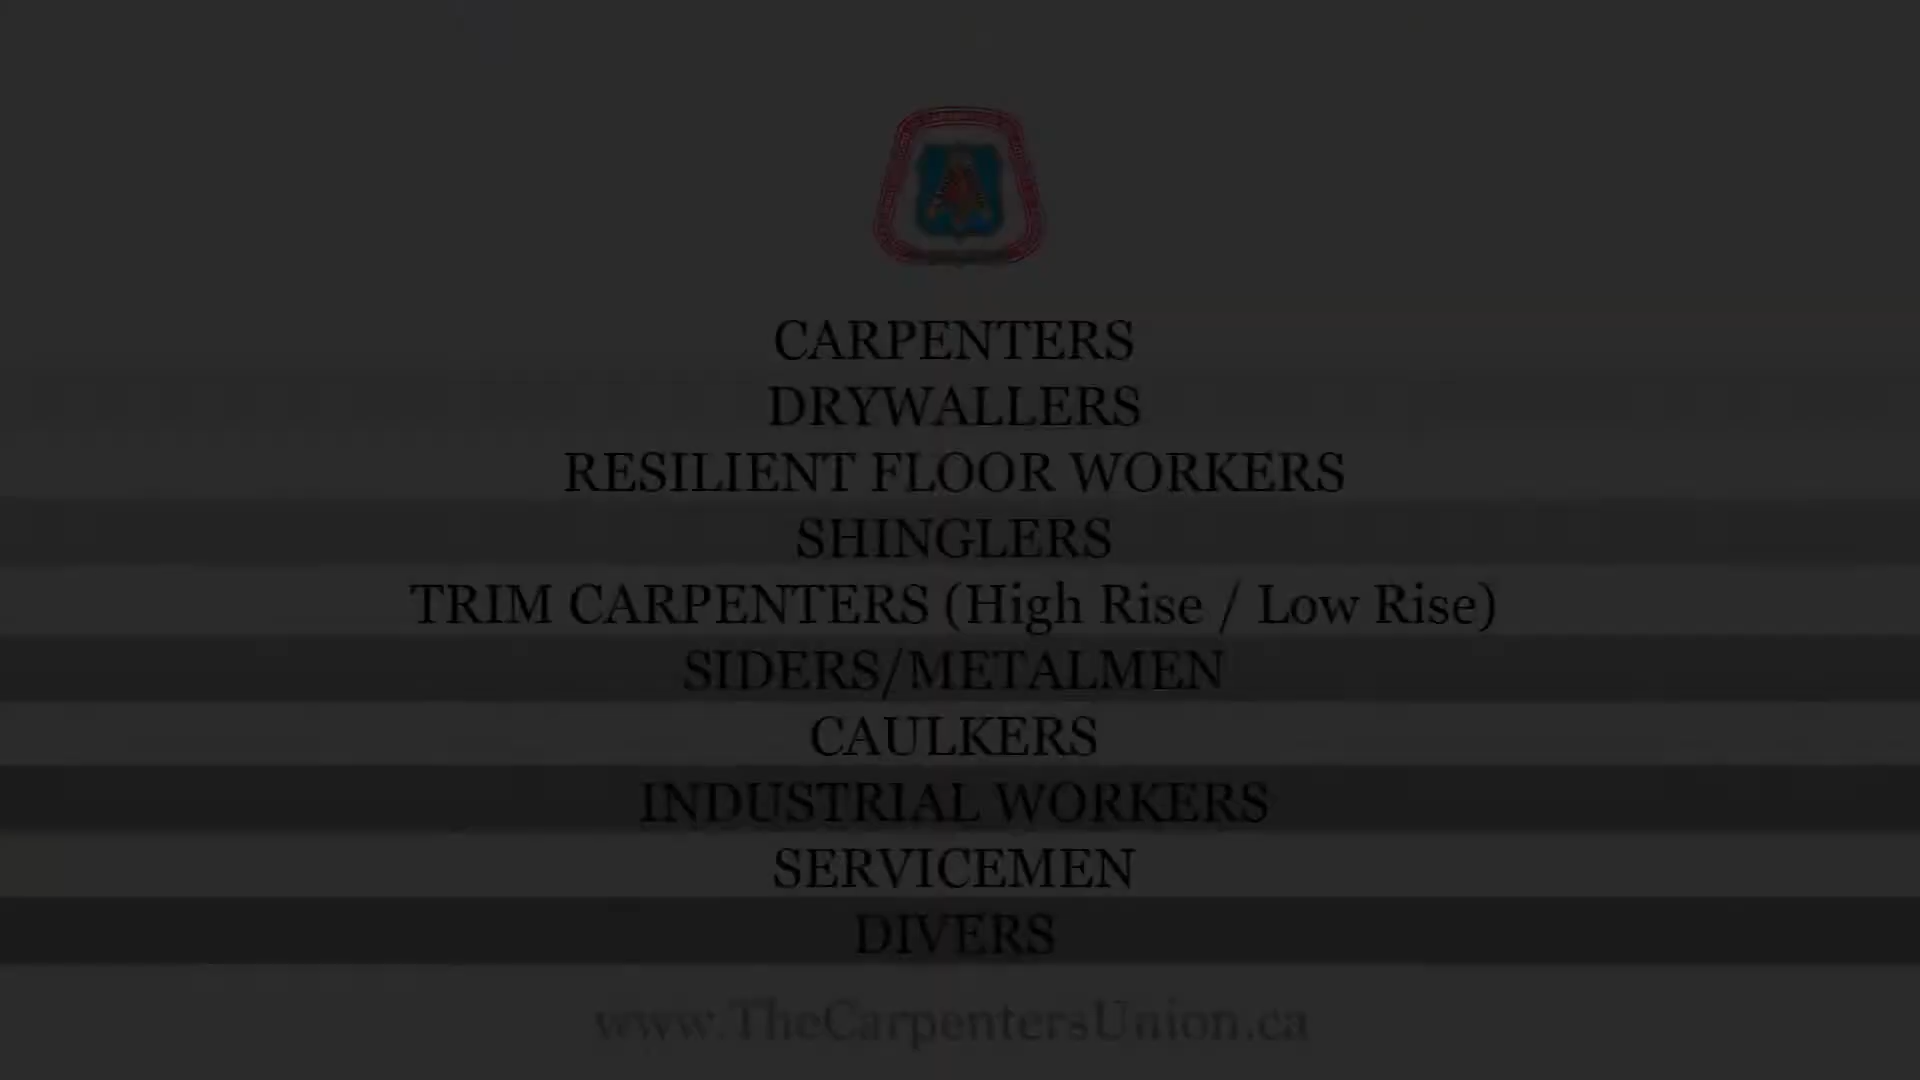 CARPENTERS
DRYWALLERS
RESILIENT FLOOR WORKERS
SHINGLERS
TRIM CARPENTERS (High Rise / Low Rise)
SIDERS/METALMEN
CAULKERS
INDUSTRIAL WORKERS
SERVICEMEN
DIVERS
www.TheCarpentersUnion.ca